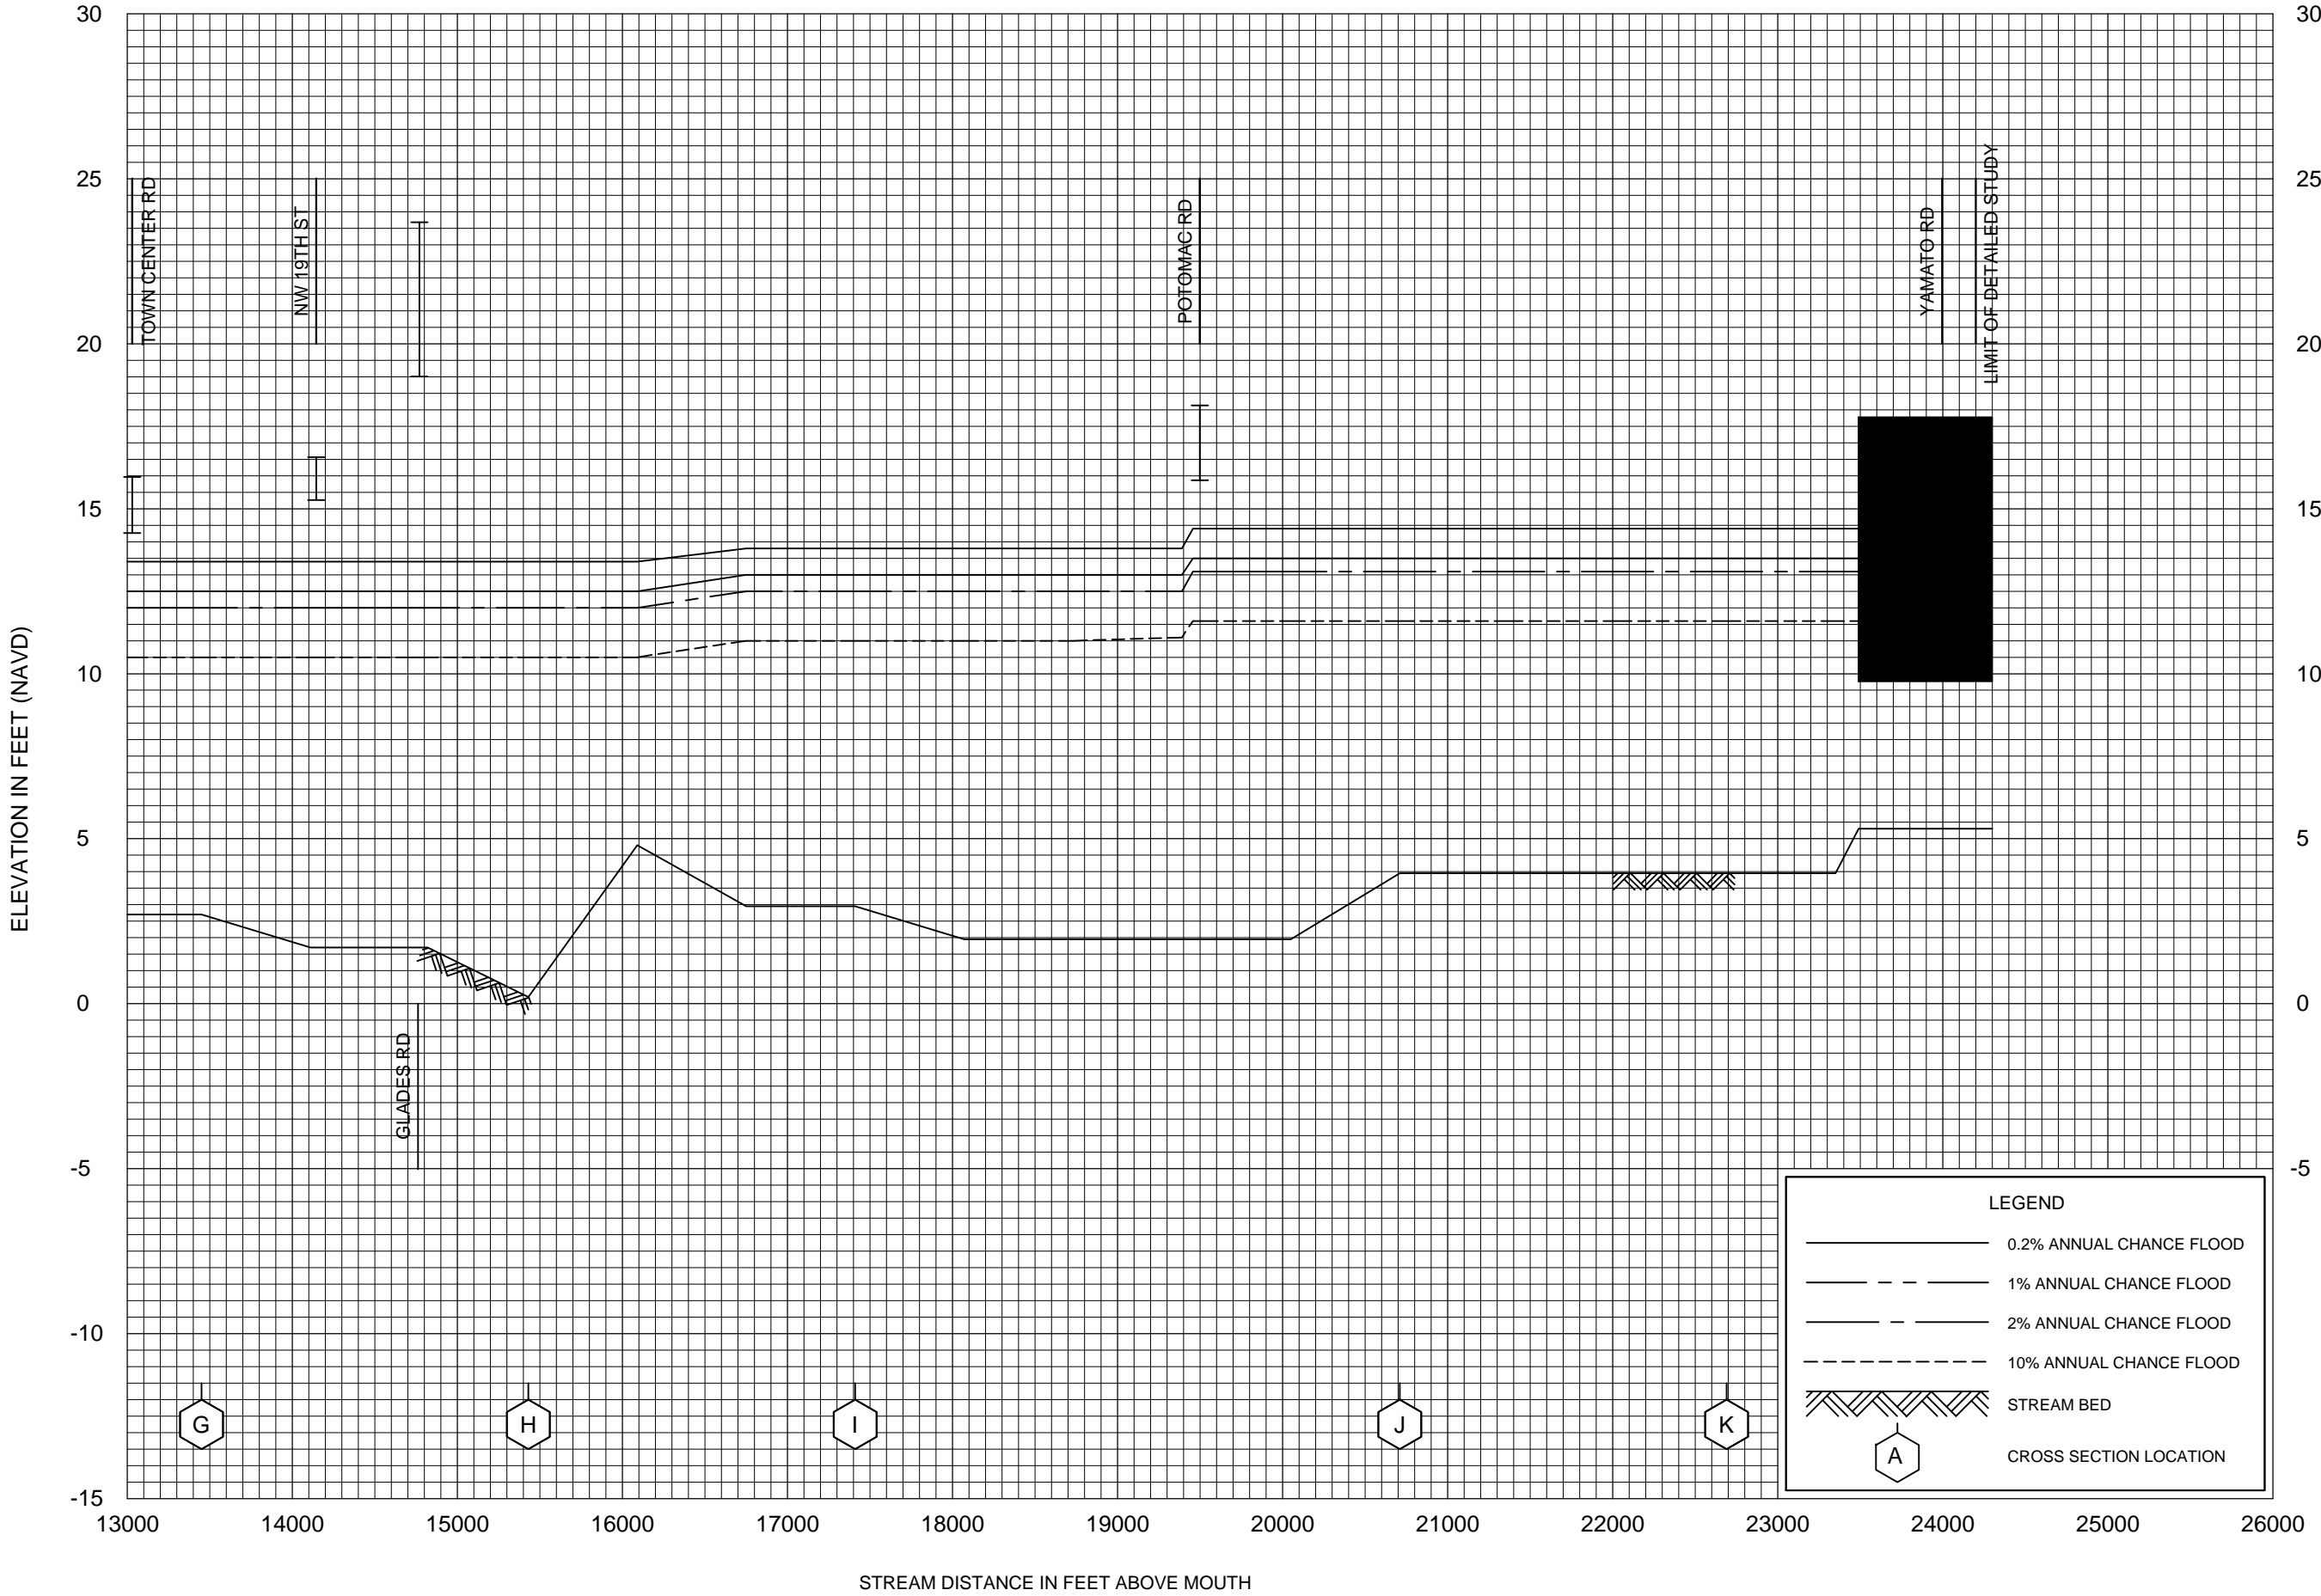 30
25
20
15
10
5
0
-5
-10
-15
ELEVATION IN FEET (NAVD)
TOWN CENTER RD
NW 19TH ST
GLADES RD
POTOMAC RD
YAMATO RD
LIMIT OF DETAILED STUDY
30
25
20
15
10
5
0
-5
LEGEND
0.2% ANNUAL CHANCE FLOOD
1% ANNUAL CHANCE FLOOD
2% ANNUAL CHANCE FLOOD
10% ANNUAL CHANCE FLOOD
STREAM BED
A CROSS SECTION LOCATION
G H I J K
13000 14000 15000 16000 17000 18000 19000 20000 21000 22000 23000 24000 25000 26000
STREAM DISTANCE IN FEET ABOVE MOUTH